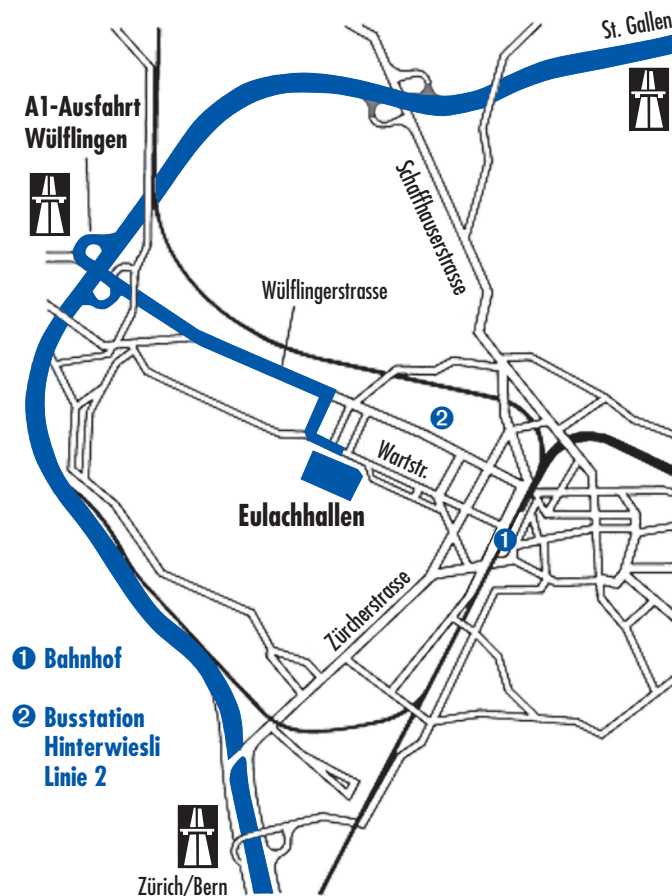 St. Gallen
A1-Ausfahrt
Wülflingen
Schaffhauserstrasse
Wülflingerstrasse
2
Wartstr.
Eulachhallen
1
Zürcherstrasse
1 Bahnhof
2 Busstation
Hinterwiesli
Linie 2
Zürich/Bern